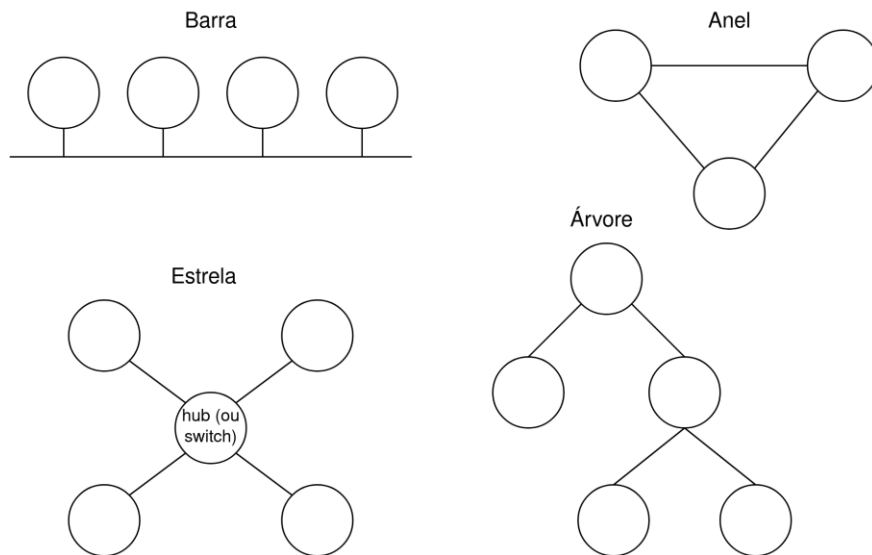 Barra
Anel
Árvore
Estrela
hub (ou
switch)